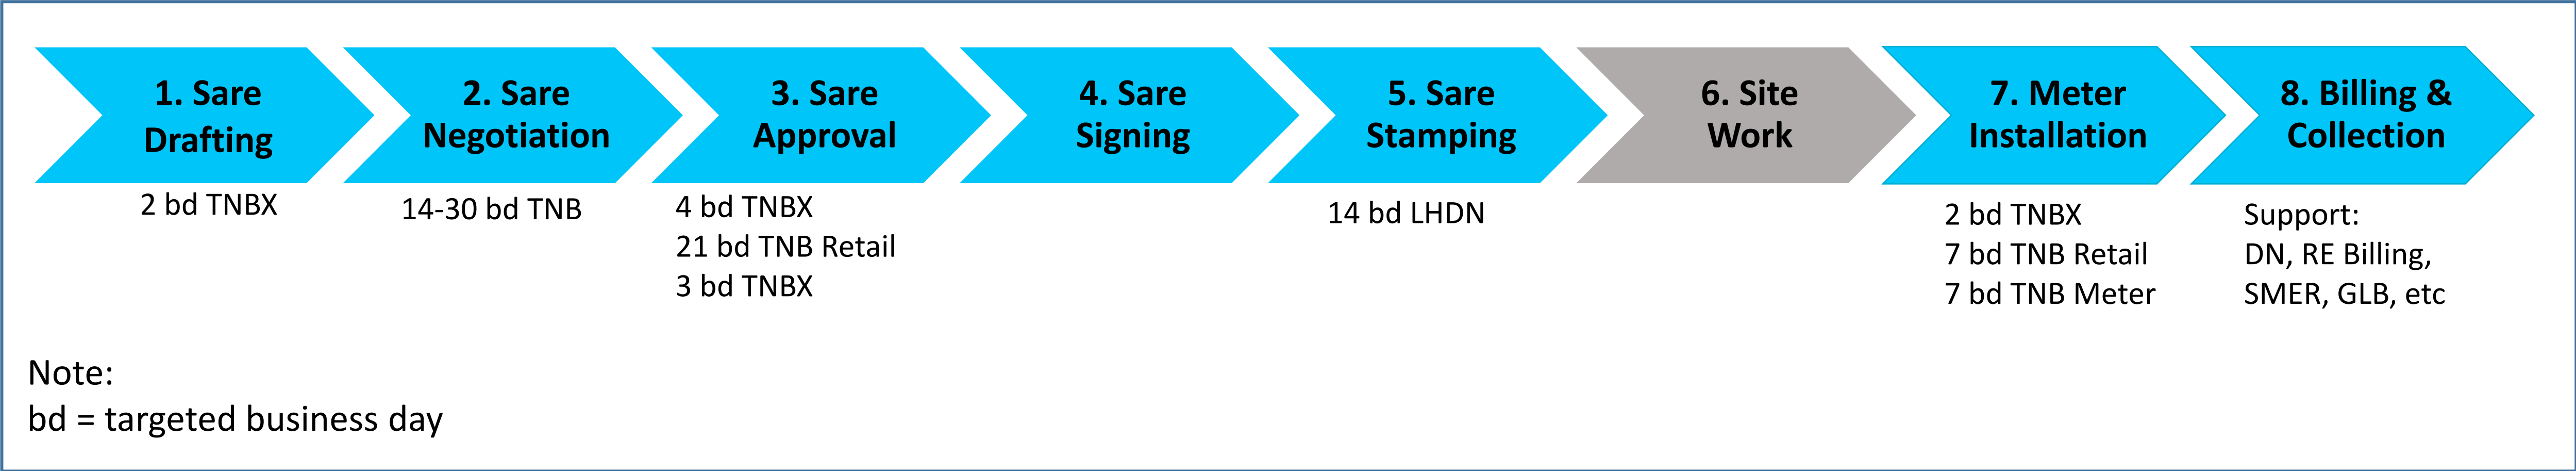 1. Sare
Drafting
2 bd TNBX
2. Sare
Negotiation
14-30 bd TNB
3. Sare
Approval
4 bd TNBX
21 bd TNB Retail
3 bd TNBX
4. Sare
Signing
5. Sare
Stamping
14 bd LHDN
6. Site
Work
7. Meter
Installation
2 bd TNBX
7 bd TNB Retail
7 bd TNB Meter
8. Billing &
Collection
Support:
DN, RE Billing,
SMER, GLB, etc
Note:
bd = targeted business day